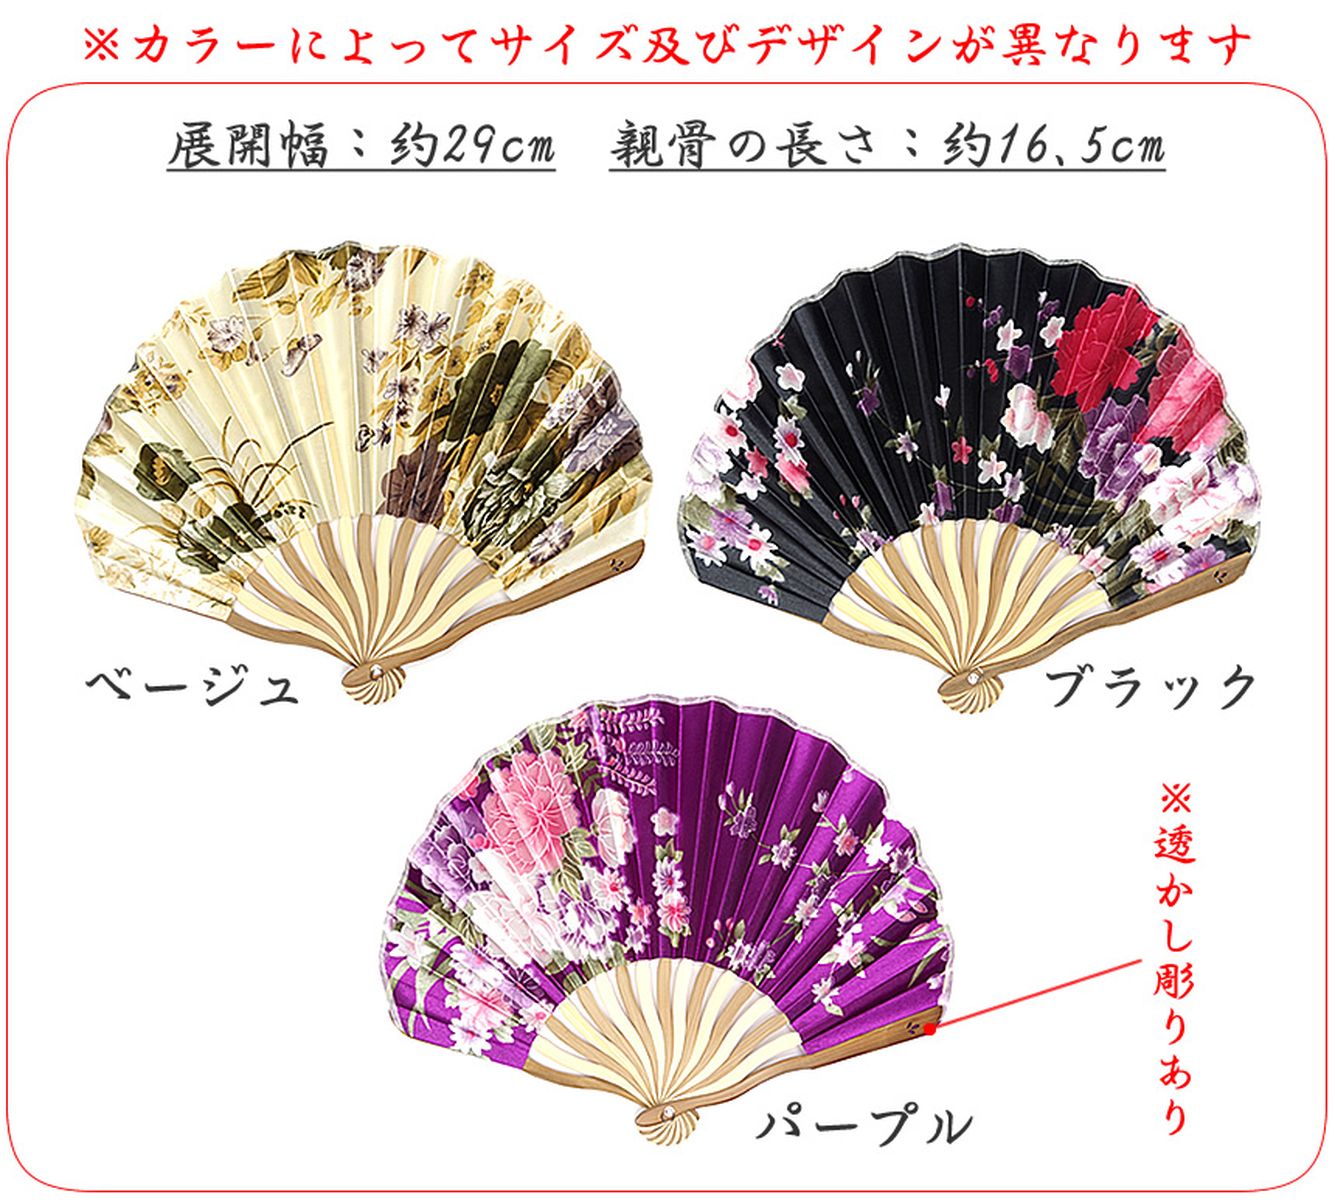 ※カラーによってサイズ及びデザインが異なります
展開幅：約29cm　親骨の長さ：約16.5cm
ベージュ
ブラック
※透かし彫りあり
パープル